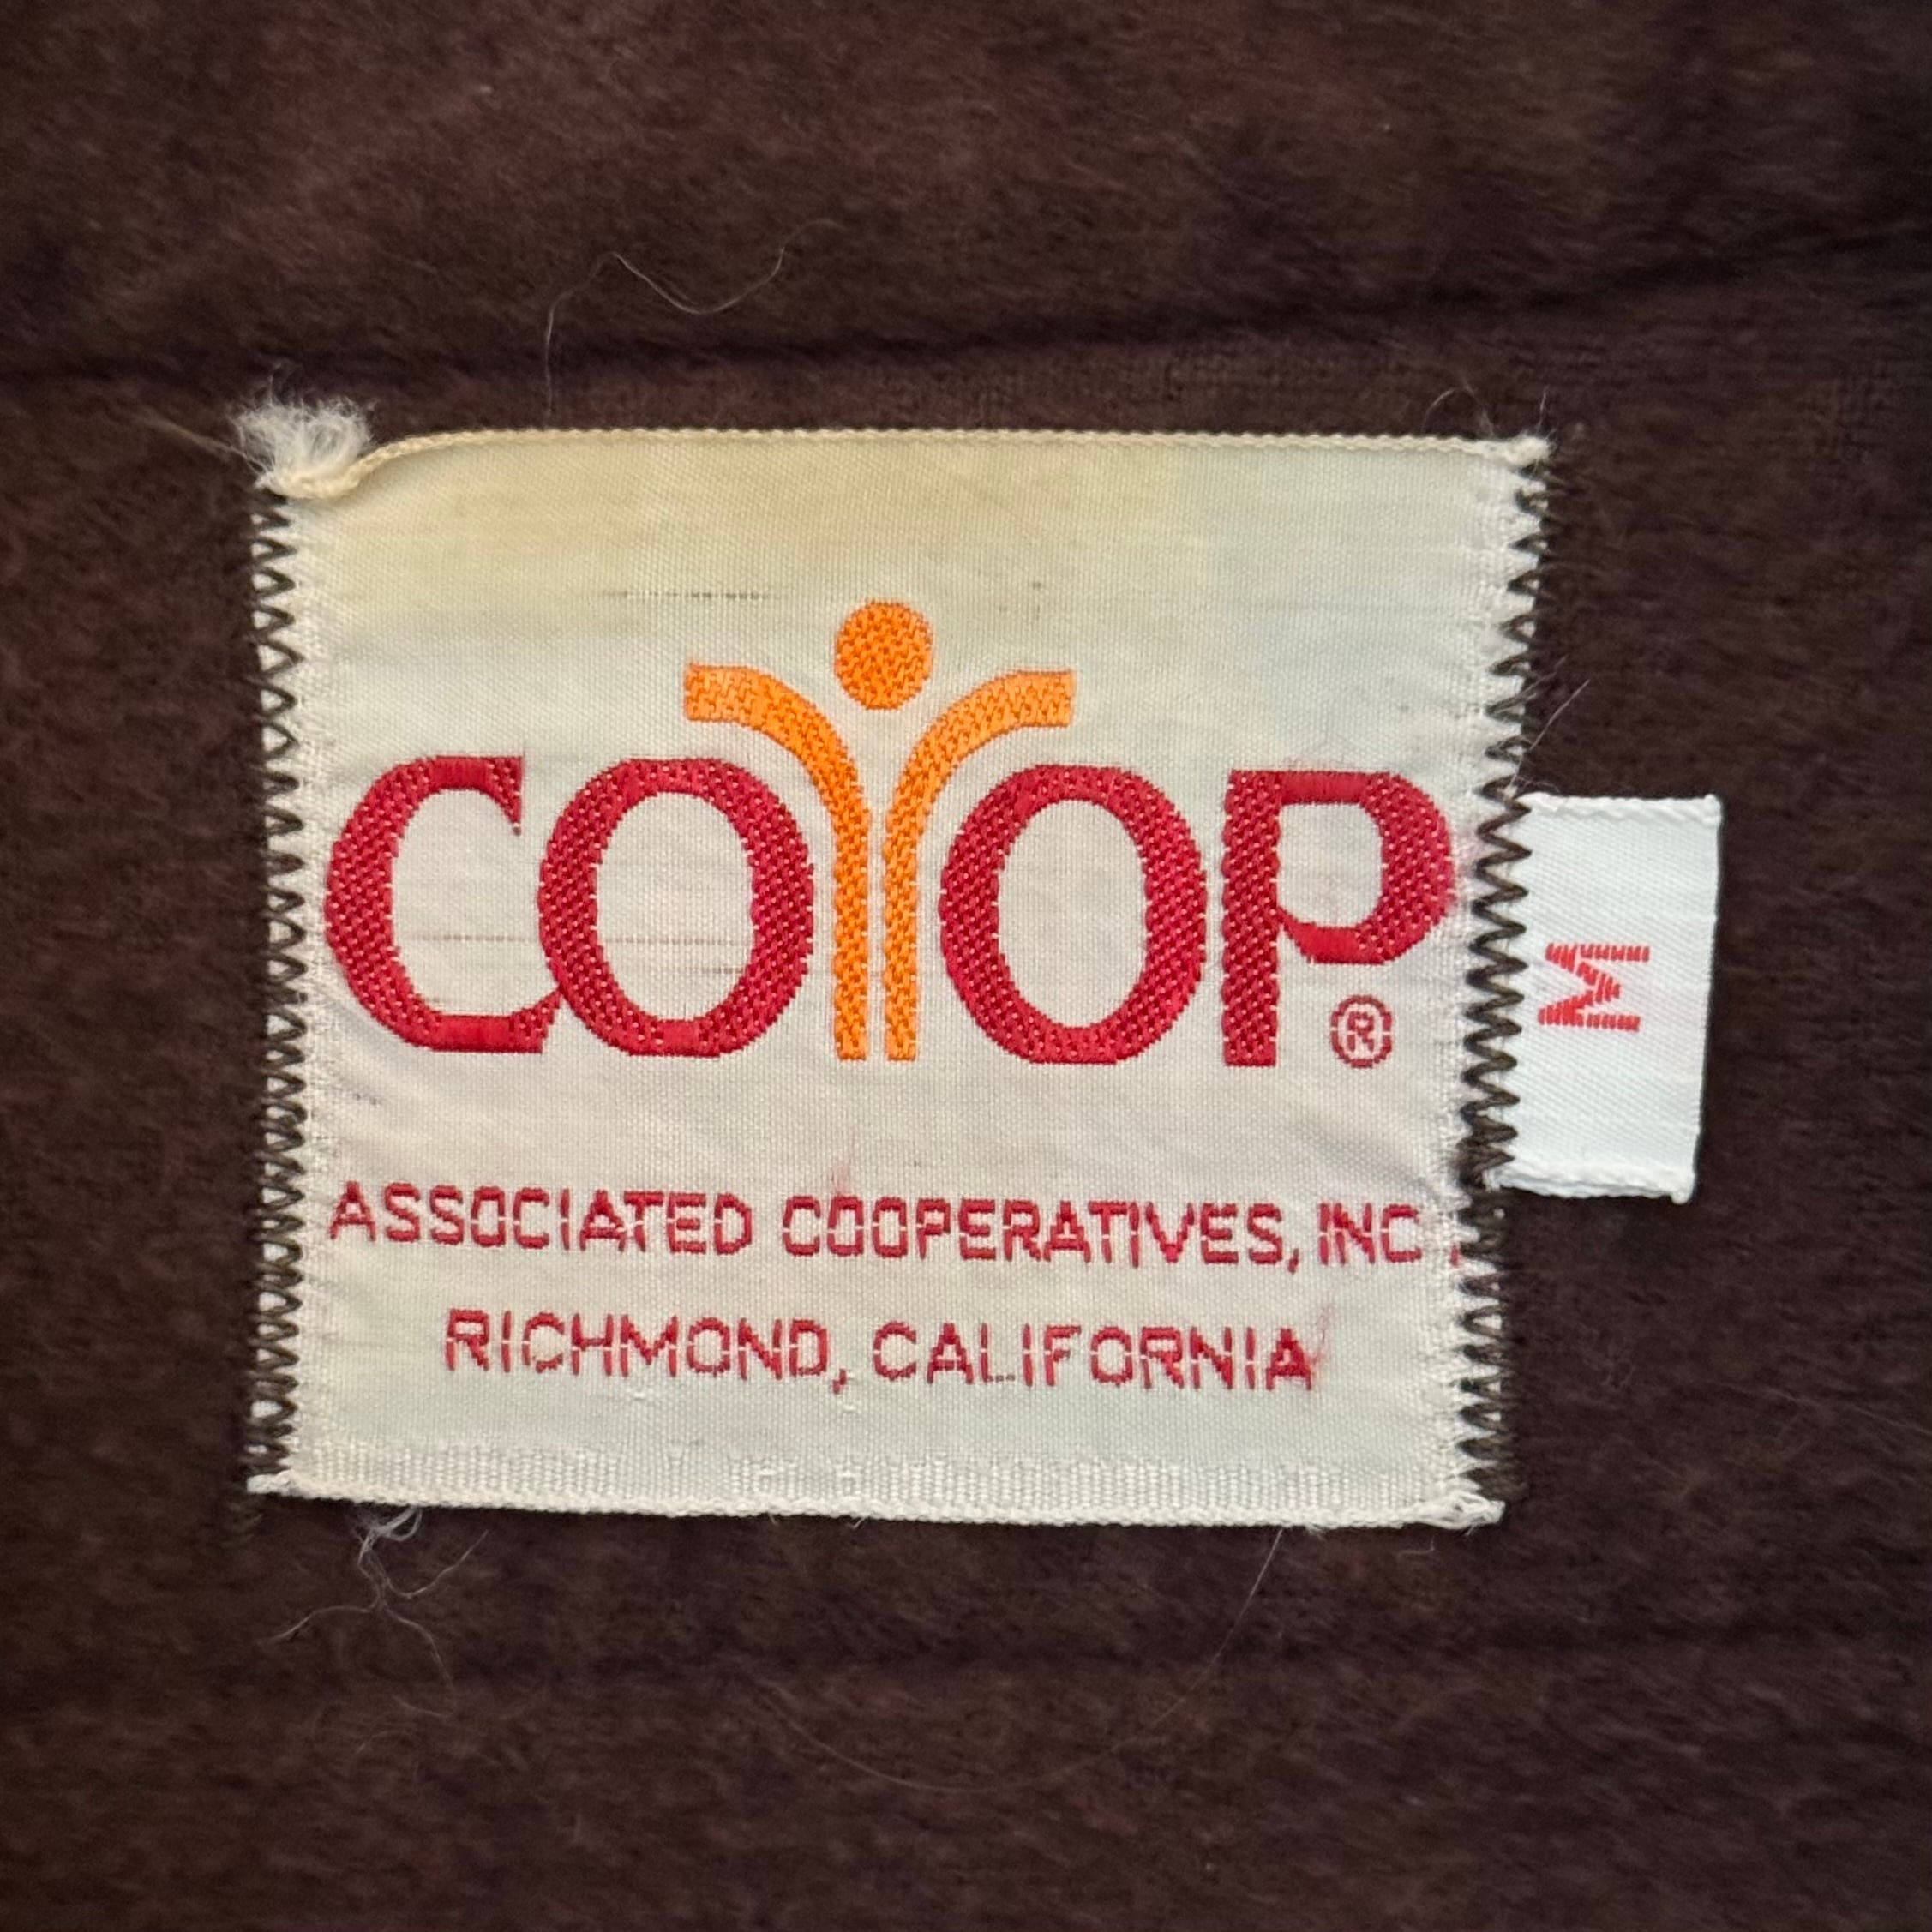 CO OP ®
ASSOCIATED COOPERATIVES, INC.
RICHMOND, CALIFORNIA
M